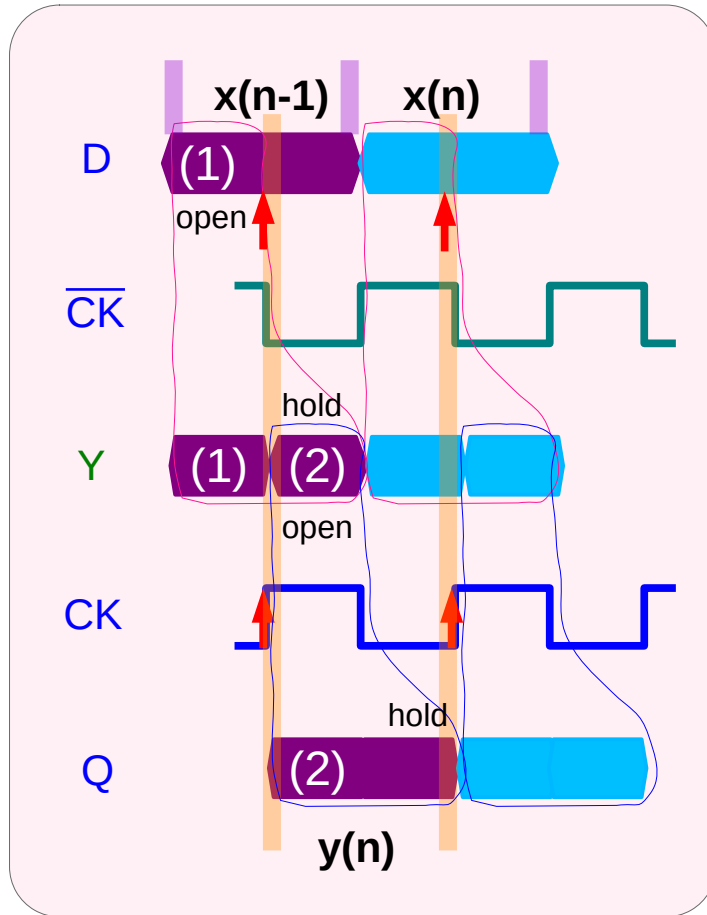 x(n-1) x(n)
D (1)
open
CK
hold
Y (1) (2)
open
CK
hold
Q (2)
y(n)